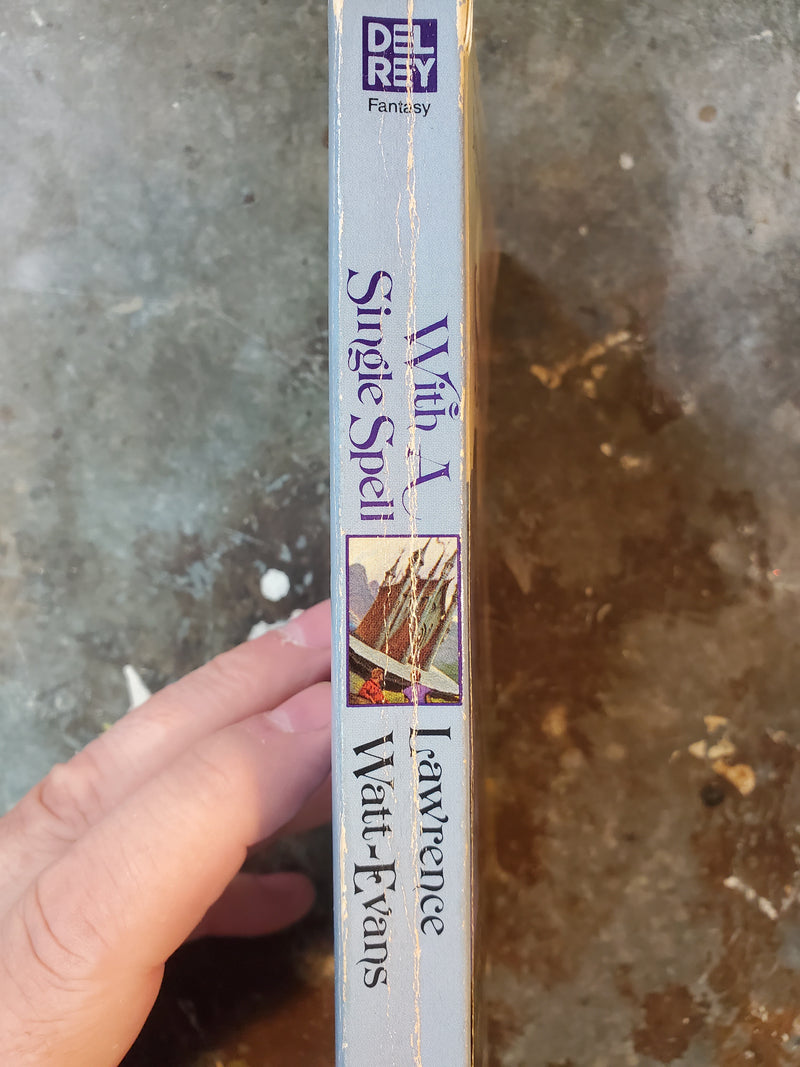 DEL
REY
Fantasy
With A
Single Spell
Lawrence
Watt-Evans